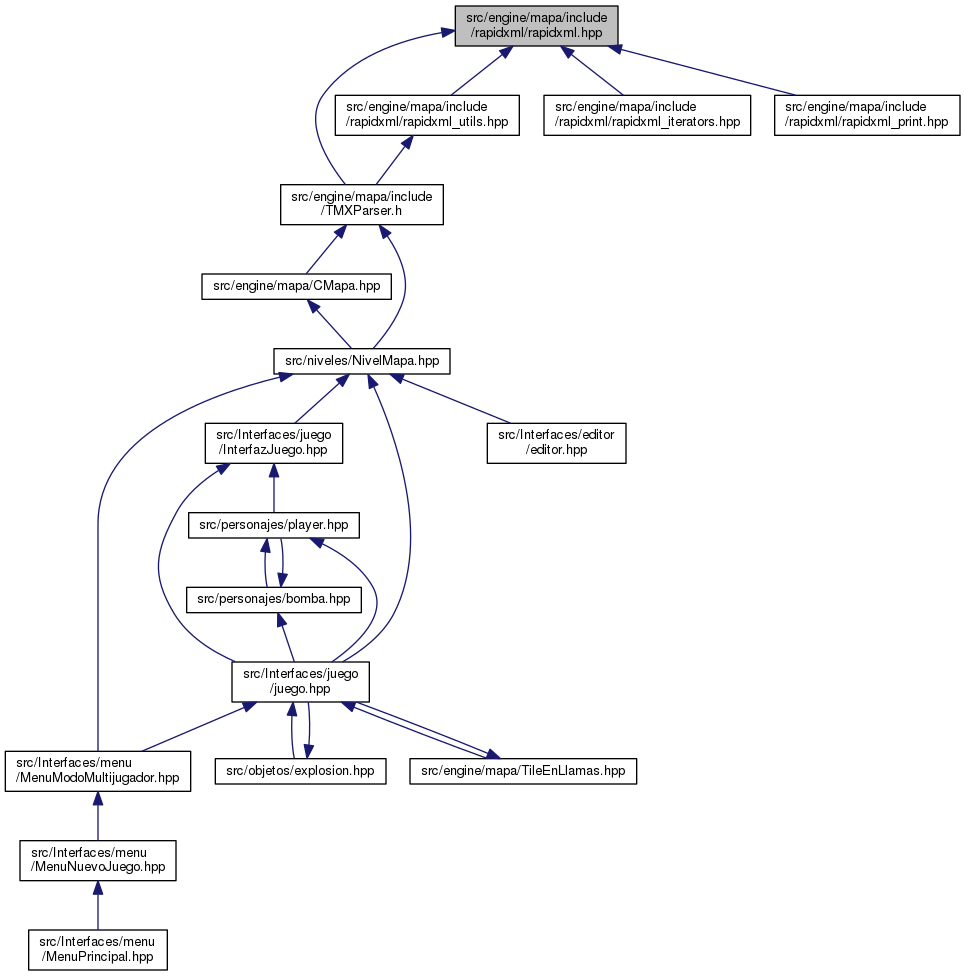 src/engine/mapa/include
/rapidxml/rapidxml.hpp
src/engine/mapa/include
/rapidxml/rapidxml_utils.hpp
src/engine/mapa/include
/rapidxml/rapidxml_iterators.hpp
src/engine/mapa/include
/rapidxml/rapidxml_print.hpp
src/engine/mapa/include
/TMXParser.h
src/engine/mapa/CMapa.hpp
src/niveles/NivelMapa.hpp
src/Interfaces/juego
/InterfazJuego.hpp
src/Interfaces/editor
/editor.hpp
src/personajes/player.hpp
src/personajes/bomba.hpp
src/Interfaces/juego
/juego.hpp
src/Interfaces/menu
/MenuModoMultijugador.hpp
src/objetos/explosion.hpp
src/engine/mapa/TileEnLlamas.hpp
src/Interfaces/menu
/MenuNuevoJuego.hpp
src/Interfaces/menu
/MenuPrincipal.hpp